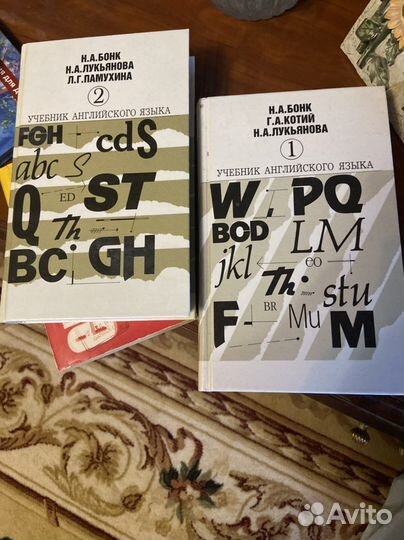 Н.А.БОНК
Н.А.ЛУКЬЯНОВА
Л.Г.ПАМУХИНА
2
УЧЕБНИК АНГЛИЙСКОГО ЯЗЫКА
FGH cdS
abc S
Q ED ST
Th
BC GH
Н.А.БОНК
Г.А.КОТИЙ
Н.А.ЛУКЬЯНОВА
1
УЧЕБНИК АНГЛИЙСКОГО ЯЗЫКА
W PQ
BCD LM
jkl EO
Th stu
BR
F Mu M
Avito